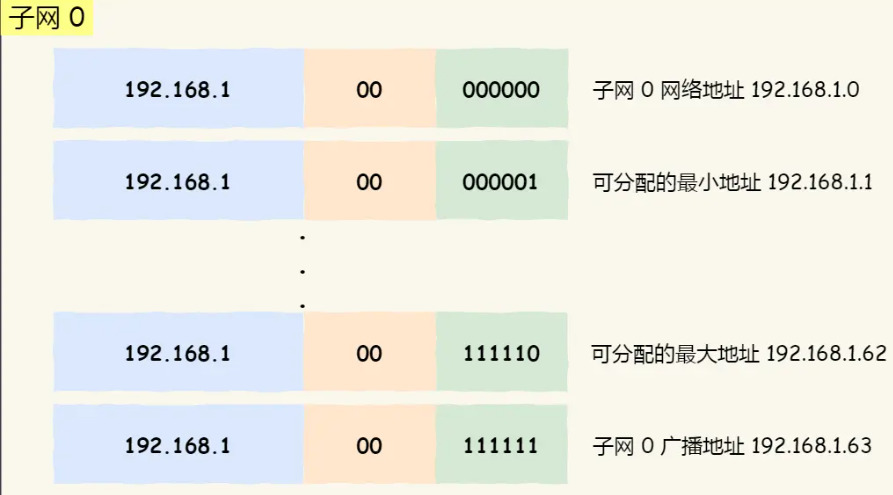 子网 0
192.168.1 00 000000 子网 0 网络地址 192.168.1.0
192.168.1 00 000001 可分配的最小地址 192.168.1.1
192.168.1 00 111110 可分配的最大地址 192.168.1.62
192.168.1 00 111111 子网 0 广播地址 192.168.1.63